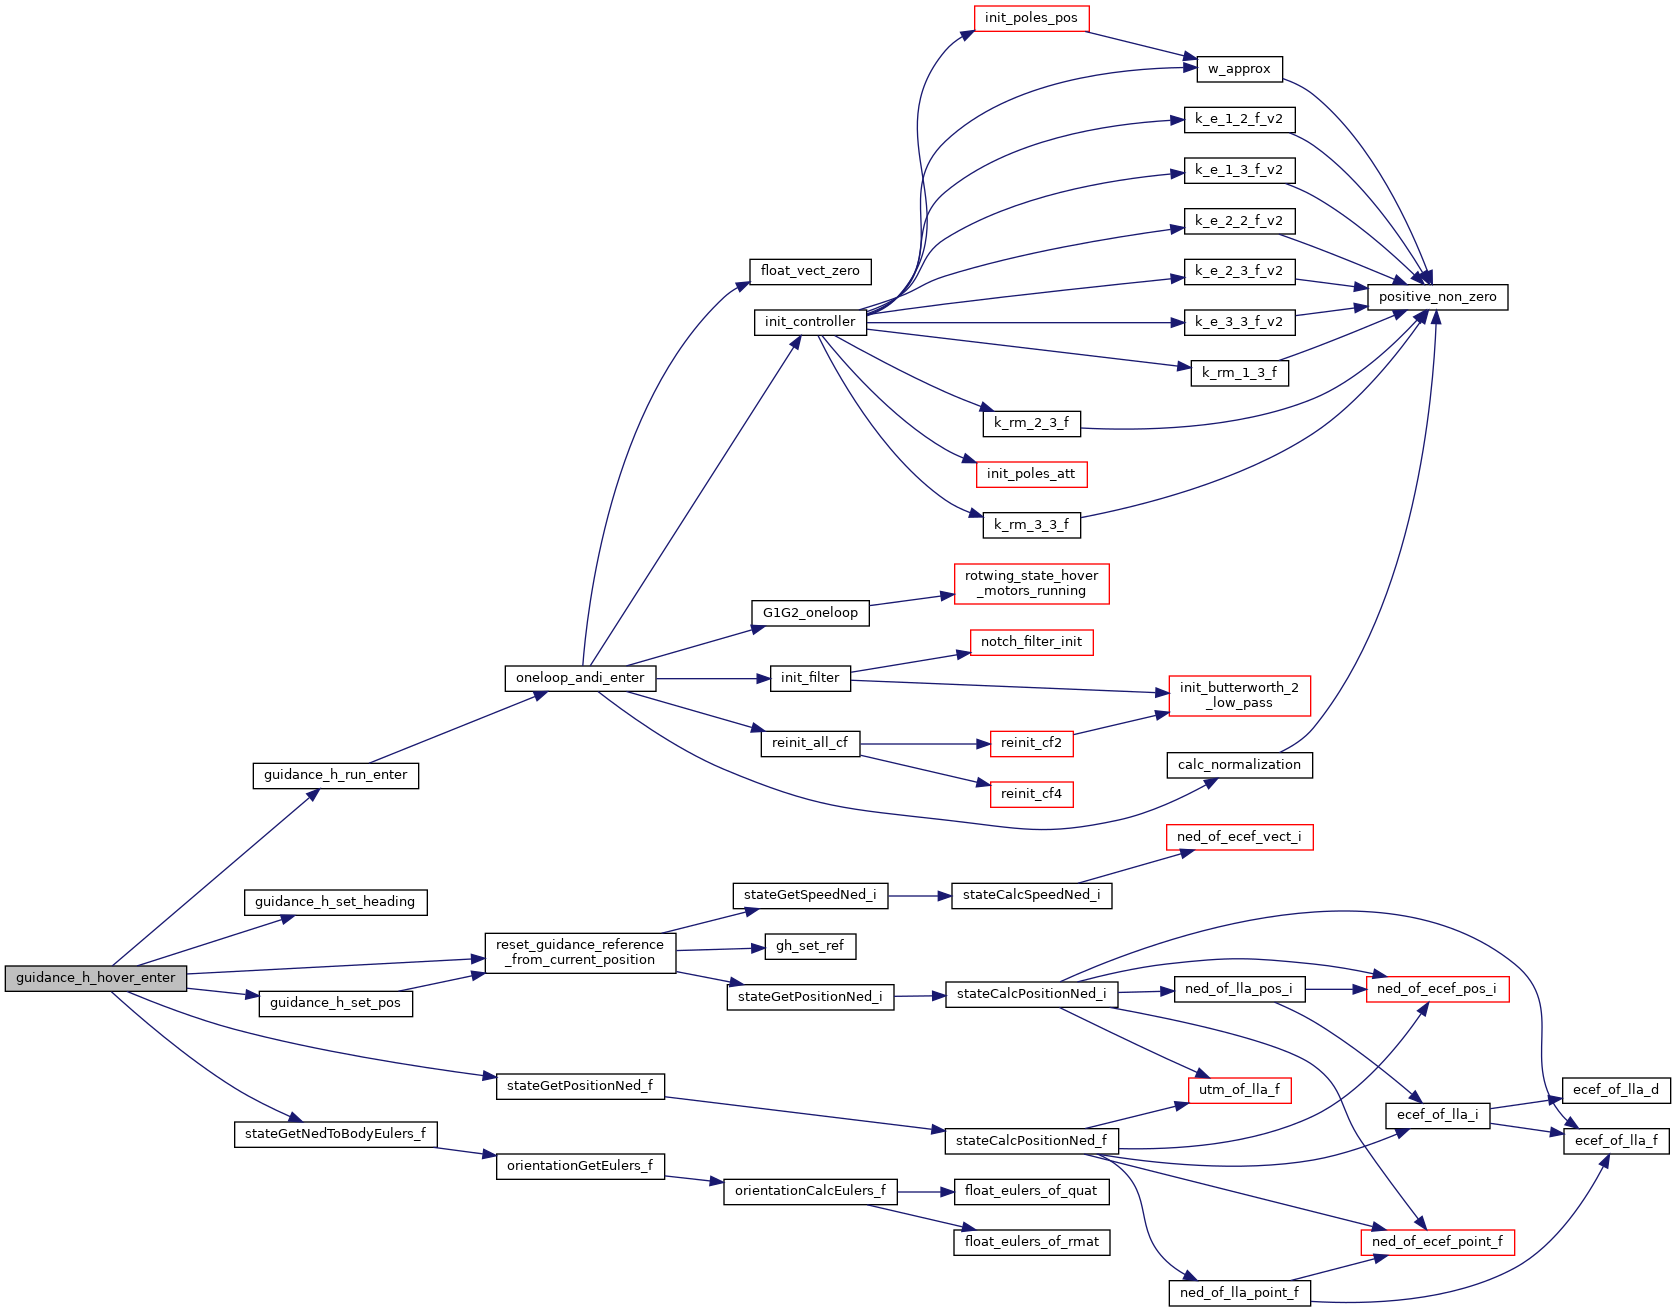 init_poles_pos
w_approx
k_e_1_2_f_v2
k_e_1_3_f_v2
k_e_2_2_f_v2
float_vect_zero
k_e_2_3_f_v2
positive_non_zero
init_controller
k_e_3_3_f_v2
k_rm_1_3_f
k_rm_2_3_f
init_poles_att
k_rm_3_3_f
rotwing_state_hover
_motors_running
G1G2_oneloop
notch_filter_init
oneloop_andi_enter
init_filter
init_butterworth_2
_low_pass
reinit_all_cf
reinit_cf2
guidance_h_run_enter
calc_normalization
reinit_cf4
ned_of_ecef_vect_i
stateGetSpeedNed_i
stateCalcSpeedNed_i
guidance_h_set_heading
reset_guidance_reference
_from_current_position
gh_set_ref
guidance_h_hover_enter
guidance_h_set_pos
stateGetPositionNed_i
stateCalcPositionNed_i
ned_of_lla_pos_i
ned_of_ecef_pos_i
stateGetPositionNed_f
utm_of_lla_f
ecef_of_lla_d
ecef_of_lla_i
stateGetNedToBodyEulers_f
stateCalcPositionNed_f
ecef_of_lla_f
orientationGetEulers_f
orientationCalcEulers_f
float_eulers_of_quat
float_eulers_of_rmat
ned_of_ecef_point_f
ned_of_lla_point_f